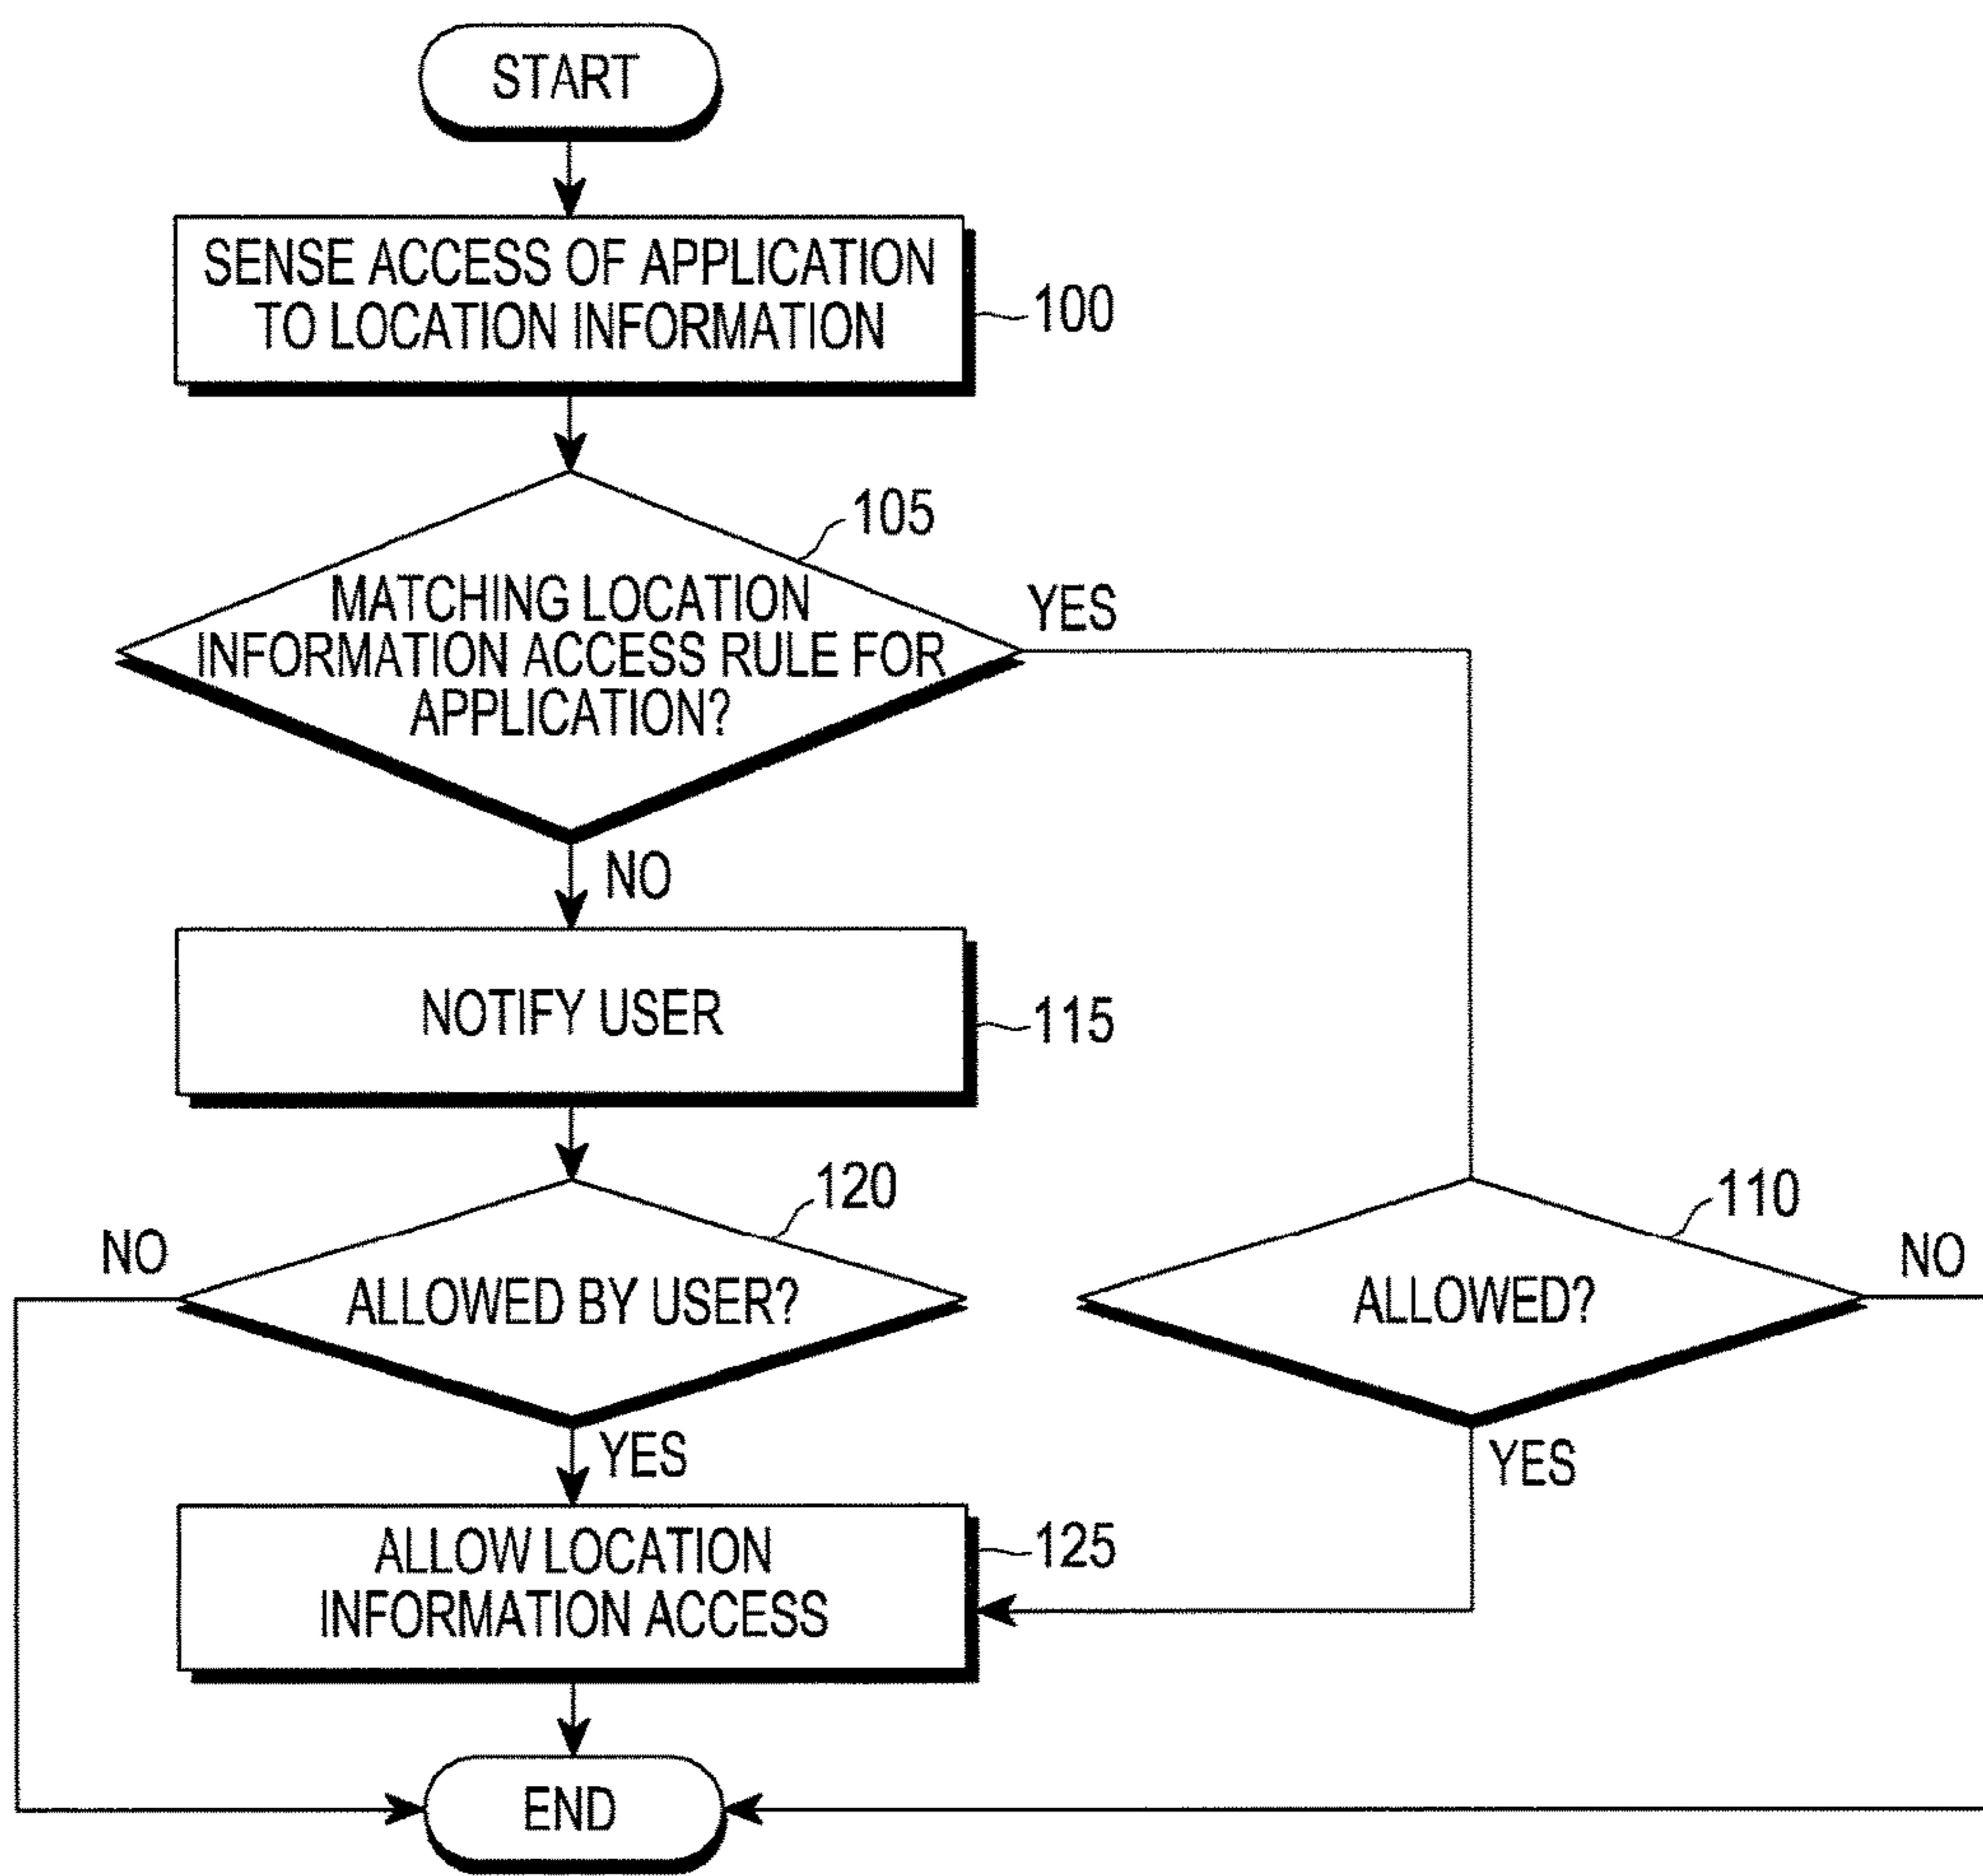 START
SENSE ACCESS OF APPLICATION
TO LOCATION INFORMATION
100
105
MATCHING LOCATION
INFORMATION ACCESS RULE FOR
APPLICATION?
YES
NO
NOTIFY USER
115
120
NO
ALLOWED BY USER?
YES
110
ALLOWED?
NO
YES
ALLOW LOCATION
INFORMATION ACCESS
125
END